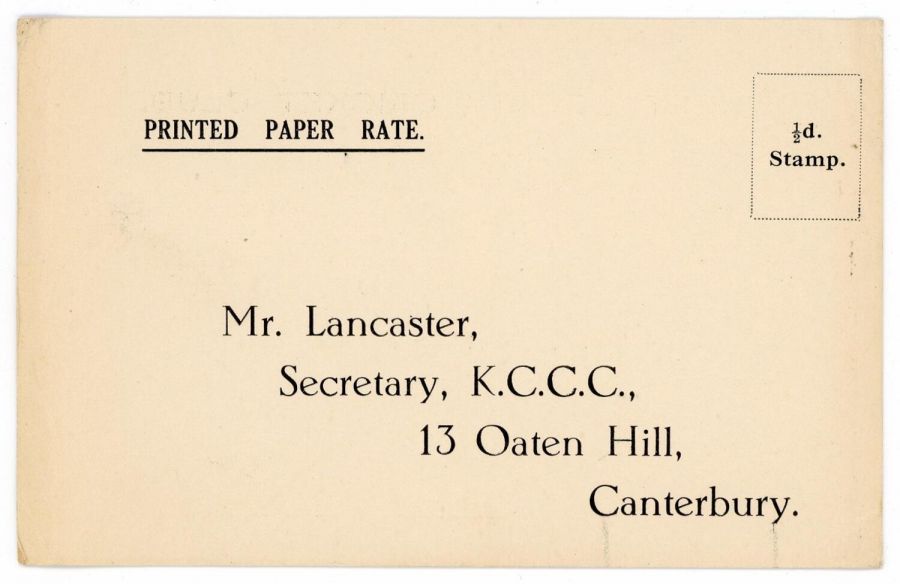 PRINTED PAPER RATE.
½d.
Stamp.
Mr. Lancaster,
Secretary, K.C.C.C.,
13 Oaten Hill,
Canterbury.